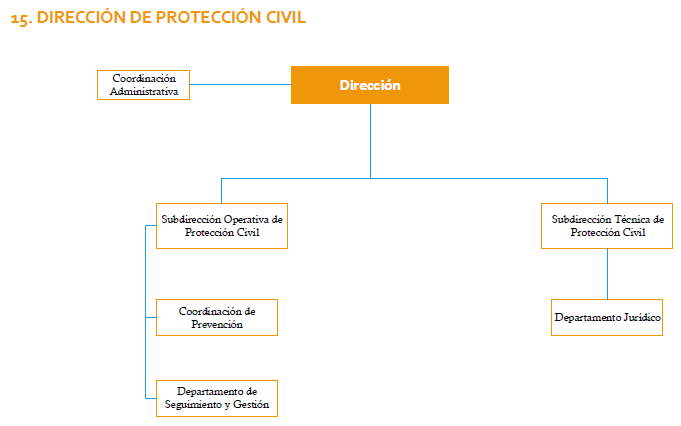 15. DIRECCIÓN DE PROTECCIÓN CIVIL
Coordinación
Administrativa
Dirección
Subdirección Operativa de
Protección Civil
Subdirección Técnica de
Protección Civil
Coordinación de
Prevención
Departamento Jurídico
Departamento de
Seguimiento y Gestión